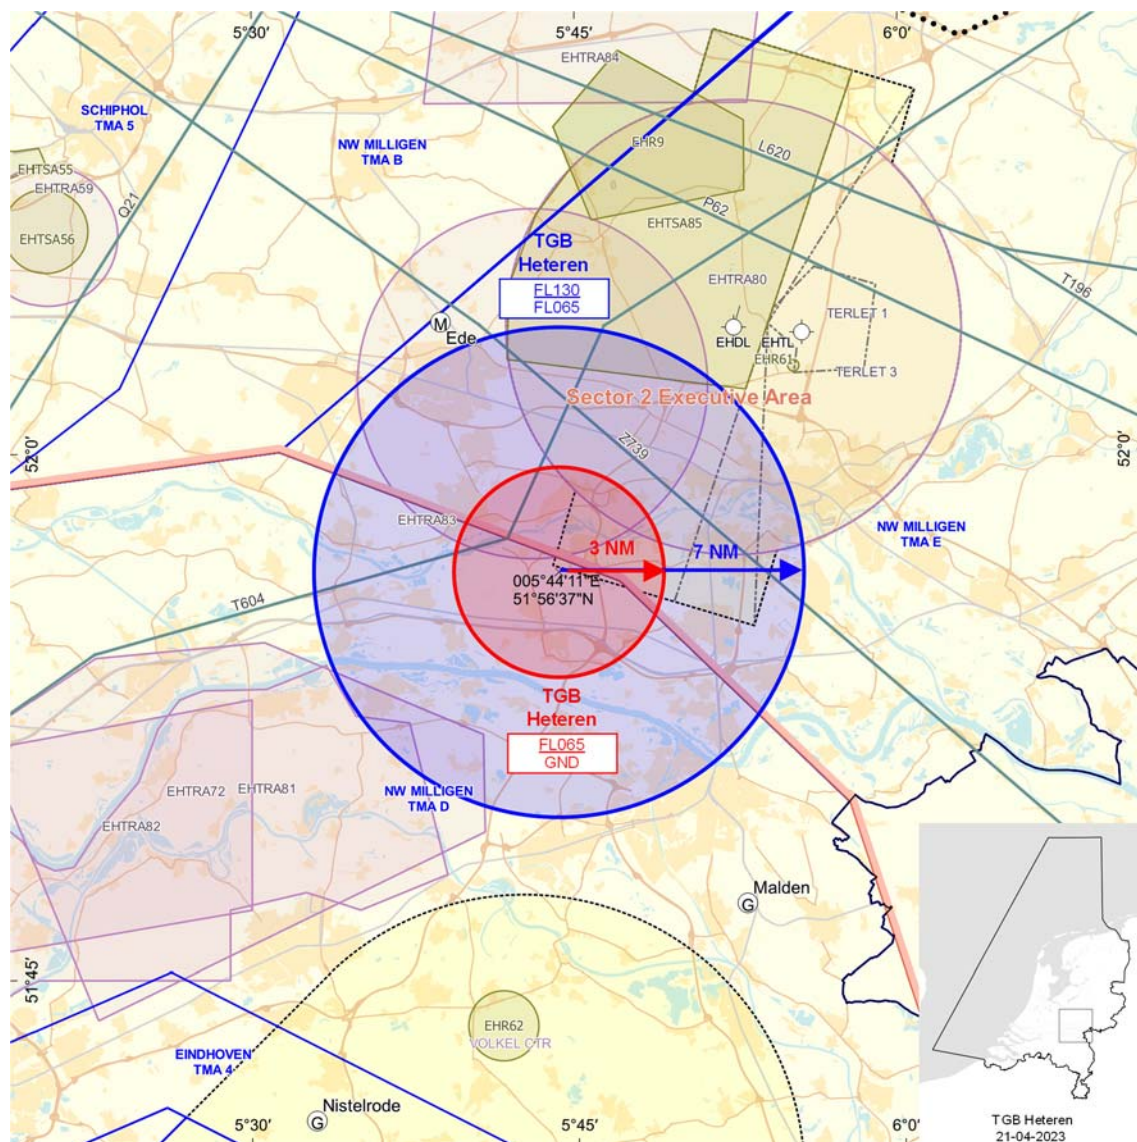 5°30'
5°45'
6°0'
EHTRA84
SCHIPHOL
TMA 5
NW MILLIGEN
TMA B
EHR9
L620
EHTSA55
EHTRA59
Q21
P62
EHTSA56
EHTSA85
TGB
Heteren
FL130
FL065
EHTRA80
T196
M
Ede
EHDL
EHTL
TERLET 1
EHR61
TERLET 3
Sector 2 Executive Area
Z739
52°0'
52°0'
EHTRA83
NW MILLIGEN
TMA E
3 NM
7 NM
005°44'11"E
51°56'37"N
T604
TGB
Heteren
FL065
GND
NW MILLIGEN
TMA D
EHTRA72
EHTRA81
EHTRA82
Malden
G
51°45'
EHR62
VOLKEL CTR
EINDHOVEN
TMA 4
Nistelrode
G
5°30'
5°45'
6°0'
TGB Heteren
21-04-2023